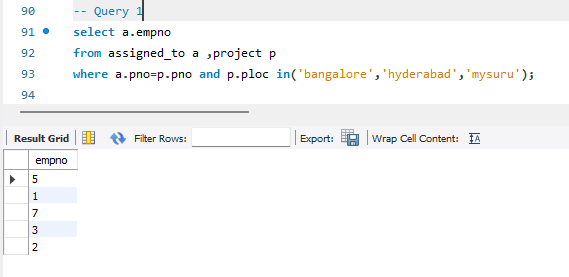 90 -- Query 1
91 select a.empno
92 from assigned_to a ,project p
93 where a.pno=p.pno and p.ploc in('bangalore','hyderabad','mysuru');
94
Result Grid Filter Rows: Export: Wrap Cell Content:
empno
5
1
7
3
2